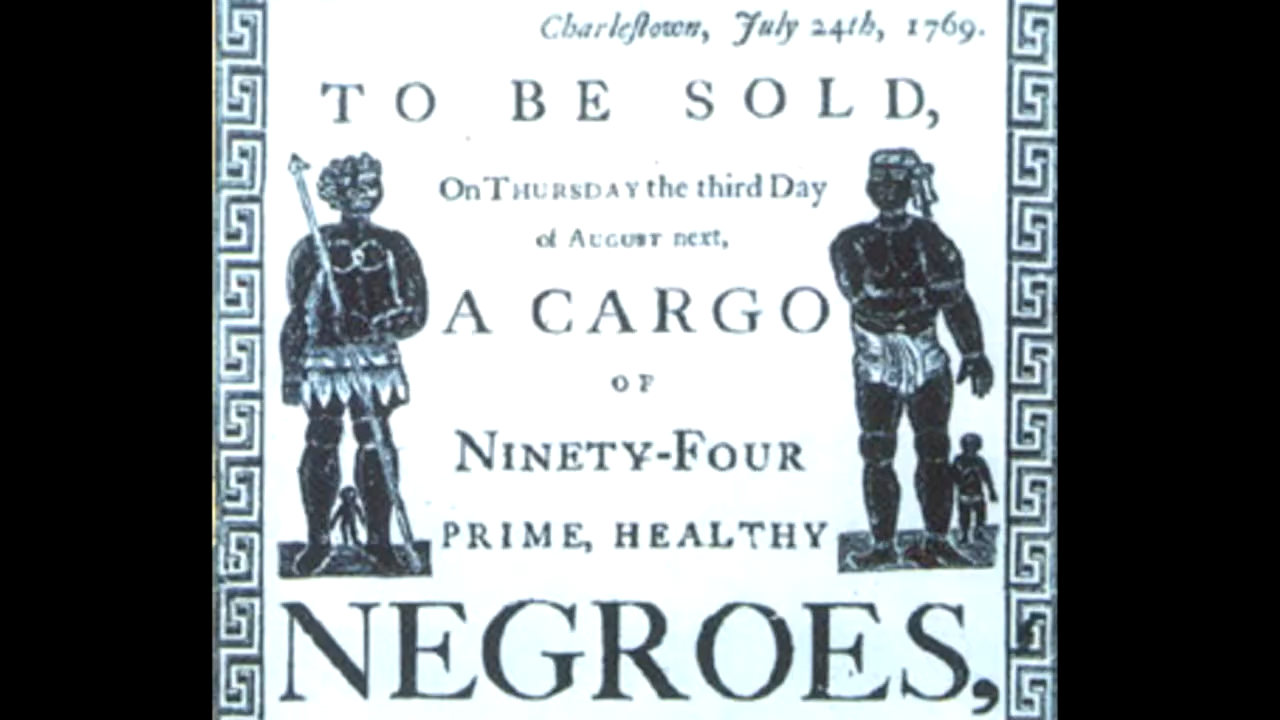 Charleſtown, July 24th, 1769.
TO BE SOLD,
On THURSDAY the third Day
of AUGUST next,
A CARGO
OF
NINETY-FOUR
PRIME, HEALTHY
NEGROES,